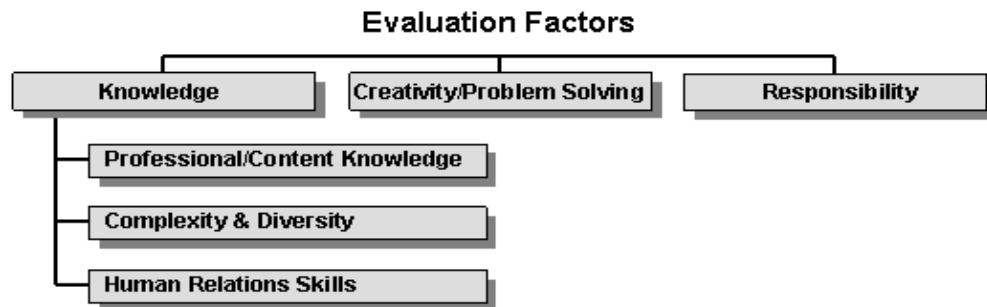 Evaluation Factors
Knowledge
Creativity/Problem Solving
Responsibility
Professional/Content Knowledge
Complexity & Diversity
Human Relations Skills